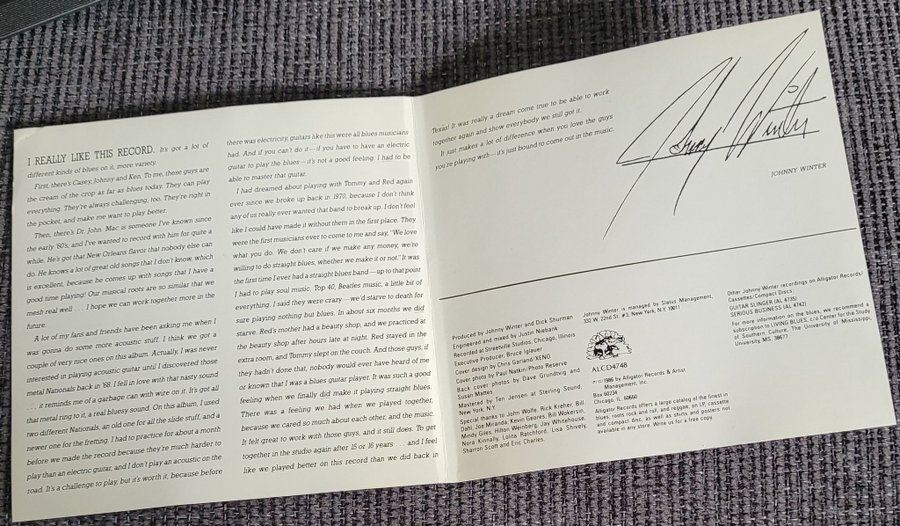 I REALLY LIKE THIS RECORD. It's got a lot of
different kinds of blues on it, more variety.
First, there's Casey, Johnny and Ken. To me, these guys are
the cream of the crop as far as blues today. They can play
everything. They're always challenging, too. They're right in
the pocket, and make me want to play better.
Then, there's Dr. John. Mac is someone I've known since
the early '60's, and I've wanted to record with him for quite a
while. He's got that New Orleans flavor that nobody else can
do. He knows a lot of great old songs that I don't know, which
is excellent, because he comes up with songs that I have a
good time playing! Our musical roots are so similar that we
mesh real well . . . I hope we can work together more in the
future.
A lot of my fans and friends have been asking me when I
was gonna do some more acoustic stuff. I think we got a
couple of very nice ones on this album. Actually, I was never
interested in playing acoustic guitar until I discovered those
metal Nationals back in '68. I fell in love with that nasty sound
. . . it reminds me of a garbage can with wire on it. It's got all
that metal ring to it, a real bluesy sound. On this album, I used
two different Nationals, an old one for all the slide stuff, and a
newer one for the fretting. I had to practice for about a month
before we made the record because they're much harder to
play than an electric guitar, and I don't play an acoustic on the
road. It's a challenge to play, but it's worth it, because before
there was electricity, guitars like this were all blues musicians
had. And if you can't do it—if you have to have an electric
guitar to play the blues—it's not a good feeling. I had to be
able to master that guitar.
I had dreamed about playing with Tommy and Red again
ever since we broke up back in 1970, because I don't think
any of us really ever wanted that band to break up. I don't feel
like I could have made it without them in the first place. They
were the first musicians ever to come to me and say, "We love
what you do. We don't care if we make any money, we're
willing to do straight blues, whether we make it or not." It was
the first time I ever had a straight blues band—up to that point
I had to play soul music, Top 40, Beatles music, a little bit of
everything. I said they were crazy—we'd starve to death for
sure playing nothing but blues. In about six months we did
starve. Red's mother had a beauty shop, and we practiced at
the beauty shop after hours late at night. Red stayed in the
extra room, and Tommy slept on the couch. And those guys, if
they hadn't done that, nobody would ever have heard of me
or known that I was a blues guitar player. It was such a good
feeling when we finally did make it playing straight blues.
There was a feeling we had when we played together,
because we cared so much about each other, and the music.
It felt great to work with those guys, and it still does. To get
together in the studio again after 15 or 16 years . . . and I feel
like we played better on this record than we did back in
Texas! It was really a dream come true to be able to work
together again and show everybody we still got it.
It just makes a lot of difference when you love the guys
you're playing with—it's just bound to come out in the music.
Johnny Winter
JOHNNY WINTER
Produced by Johnny Winter and Dick Shurman
Engineered and mixed by Justin Niebank
Recorded at Streetville Studios, Chicago, Illinois
Executive Producer, Bruce Iglauer
Cover design by Chris Garland/XENO
Cover photo by Paul Natkin/Photo Reserve
Back cover photos by Dave Grundtvig and
Susan Mattes
Mastered by Ten Jensen at Sterling Sound,
New York, N.Y.
Special thanks to John Wolfe, Rick Kreher, Bill
Dahl, Joe Miranda, Kevin Geores, Bill Wokersin,
Mindy Giles, Hilton Weinberg, Jay Whitehouse,
Nora Kinnally, Lolita Ratchford, Lisa Shively,
Sharron Scott and Eric Charles.
Johnny Winter is managed by Slatus Management,
332 W. 22nd St. #3, New York, N.Y. 10011
ALCD4748
℗ © 1986 by Alligator Records & Artist
Management, Inc.
Box 60234
Chicago, IL 60660
Alligator Records offers a large catalog of the finest in
blues, roots rock and roll, and reggae, on LP, cassette
and compact disc, as well as shirts and posters not
available in any store. Write us for a free copy.
Other Johnny Winter recordings on Alligator Records/
Cassettes/Compact Discs:
GUITAR SLINGER (AL 4735)
SERIOUS BUSINESS (AL 4742)
For more information on the blues, we recommend a
subscription to LIVING BLUES, c/o Center for the Study
of Southern Culture, The University of Mississippi,
University, MS. 38677